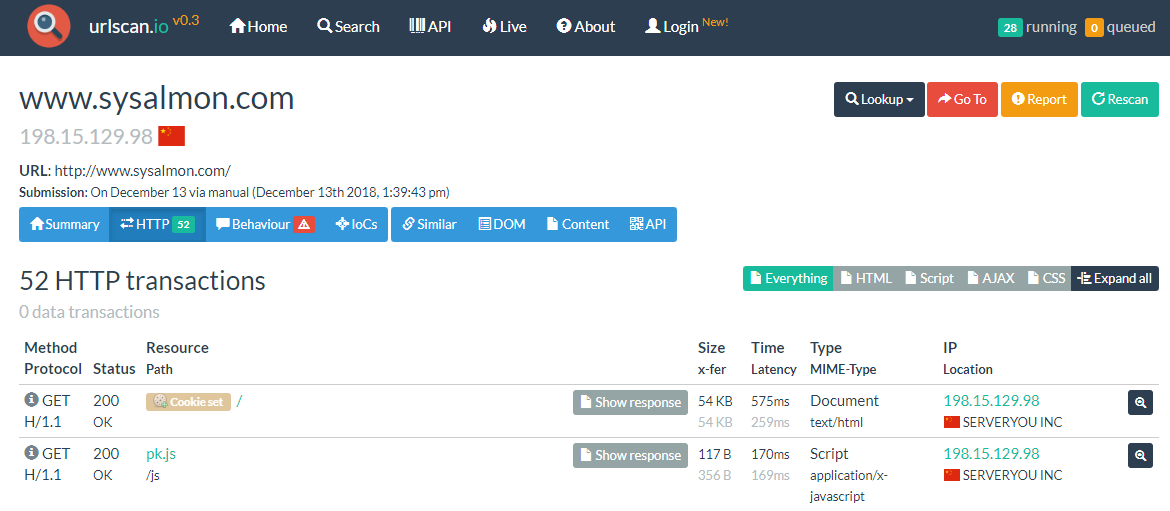 urlscan.io v0.3 Home Search API Live About Login New! 28 running 0 queued
www.sysalmon.com Lookup Go To Report Rescan
198.15.129.98
URL: http://www.sysalmon.com/
Submission: On December 13 via manual (December 13th 2018, 1:39:43 pm)
Summary HTTP 52 Behaviour IoCs Similar DOM Content API
52 HTTP transactions Everything HTML Script AJAX CSS Expand all
0 data transactions
Method Resource Size Time Type IP
Protocol Status Path x-fer Latency MIME-Type Location
GET 200 Cookie set / Show response 54 KB 575ms Document 198.15.129.98
H/1.1 OK 54 KB 259ms text/html SERVERYOU INC
GET 200 pk.js Show response 117 B 170ms Script 198.15.129.98
H/1.1 OK /js 356 B 169ms application/x- SERVERYOU INC
javascript